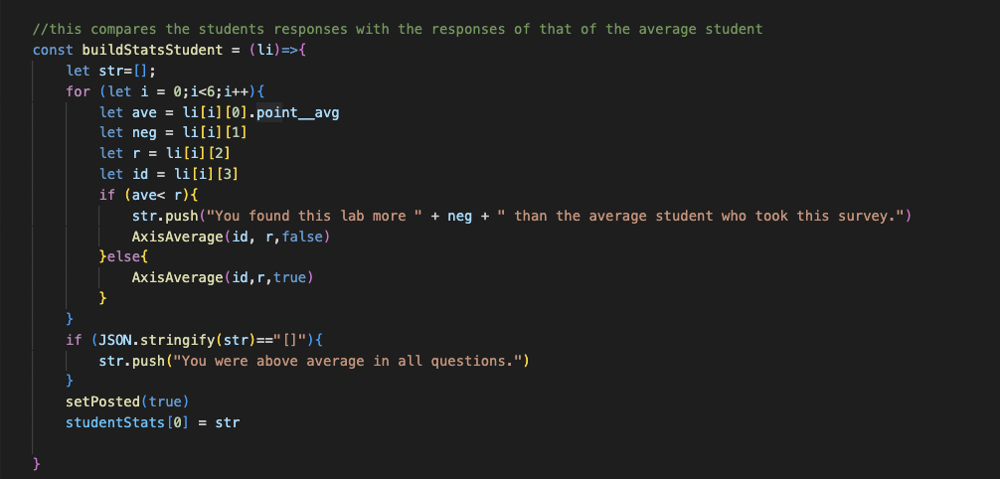 //this compares the students responses with the responses of that of the average student
const buildStatsStudent = (li)=>{
    let str=[];
    for (let i = 0;i<6;i++){
        let ave = li[i][0].point__avg
        let neg = li[i][1]
        let r = li[i][2]
        let id = li[i][3]
        if (ave< r){
            str.push("You found this lab more " + neg + " than the average student who took this survey.")
            AxisAverage(id, r,false)
        }else{
            AxisAverage(id,r,true)
        }
    }
    if (JSON.stringify(str)=="[]"){
        str.push("You were above average in all questions.")
    }
    setPosted(true)
    studentStats[0] = str
}